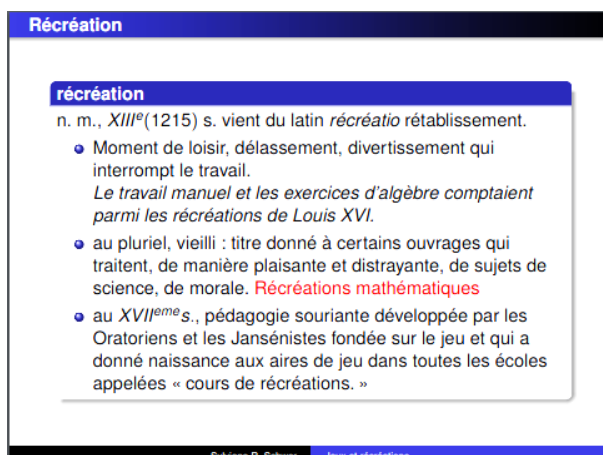 Récréation
récréation
n. m., XIIIe(1215) s. vient du latin récréatio rétablissement.
Moment de loisir, délassement, divertissement qui
interrompt le travail.
Le travail manuel et les exercices d'algèbre comptaient
parmi les récréations de Louis XVI.
au pluriel, vieilli : titre donné à certains ouvrages qui
traitent, de manière plaisante et distrayante, de sujets de
science, de morale. Récréations mathématiques
au XVIIeme s., pédagogie souriante développée par les
Oratoriens et les Jansénistes fondée sur le jeu et qui a
donné naissance aux aires de jeu dans toutes les écoles
appelées « cours de récréations. »